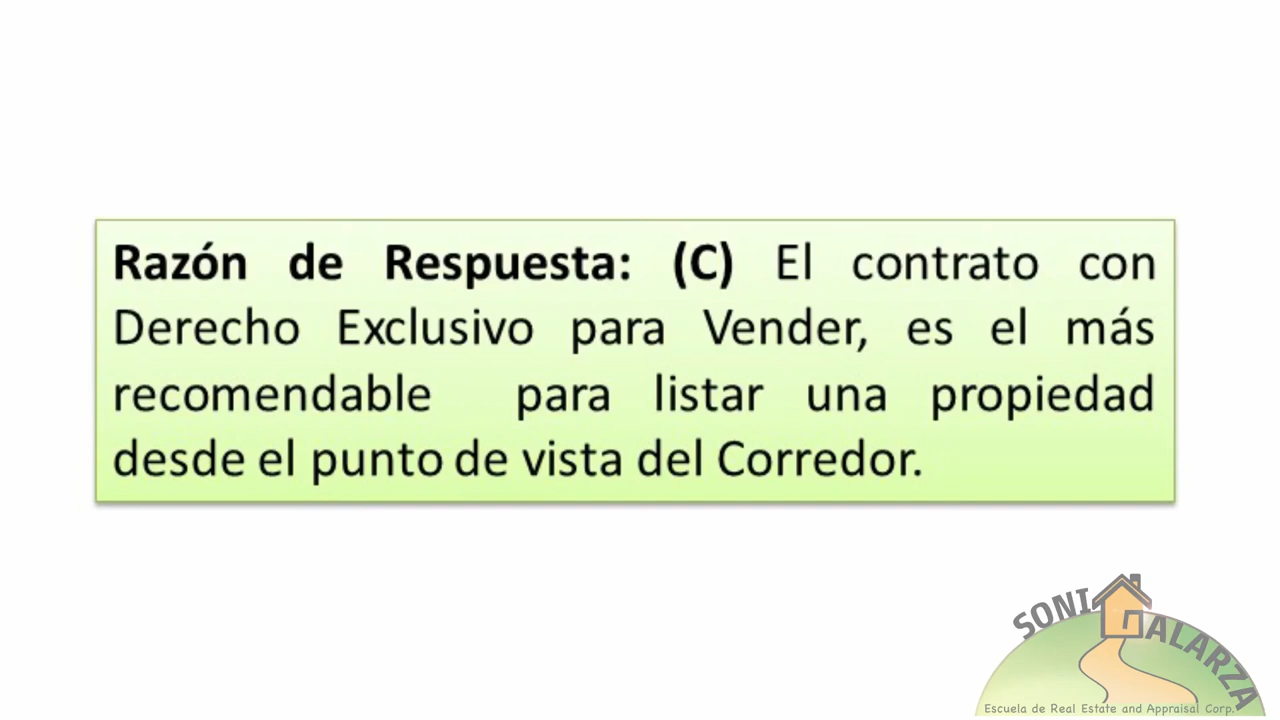 Razón de Respuesta: (C) El contrato con
Derecho Exclusivo para Vender, es el más
recomendable para listar una propiedad
desde el punto de vista del Corredor.
SONIA GALARZA
Escuela de Real Estate and Appraisal Corp.